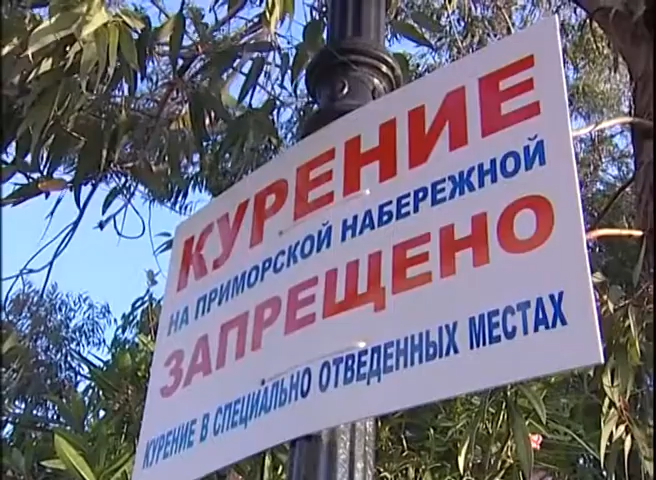 КУРЕНИЕ
НА ПРИМОРСКОЙ НАБЕРЕЖНОЙ
ЗАПРЕЩЕНО
КУРЕНИЕ В СПЕЦИАЛЬНО ОТВЕДЕННЫХ МЕСТАХ